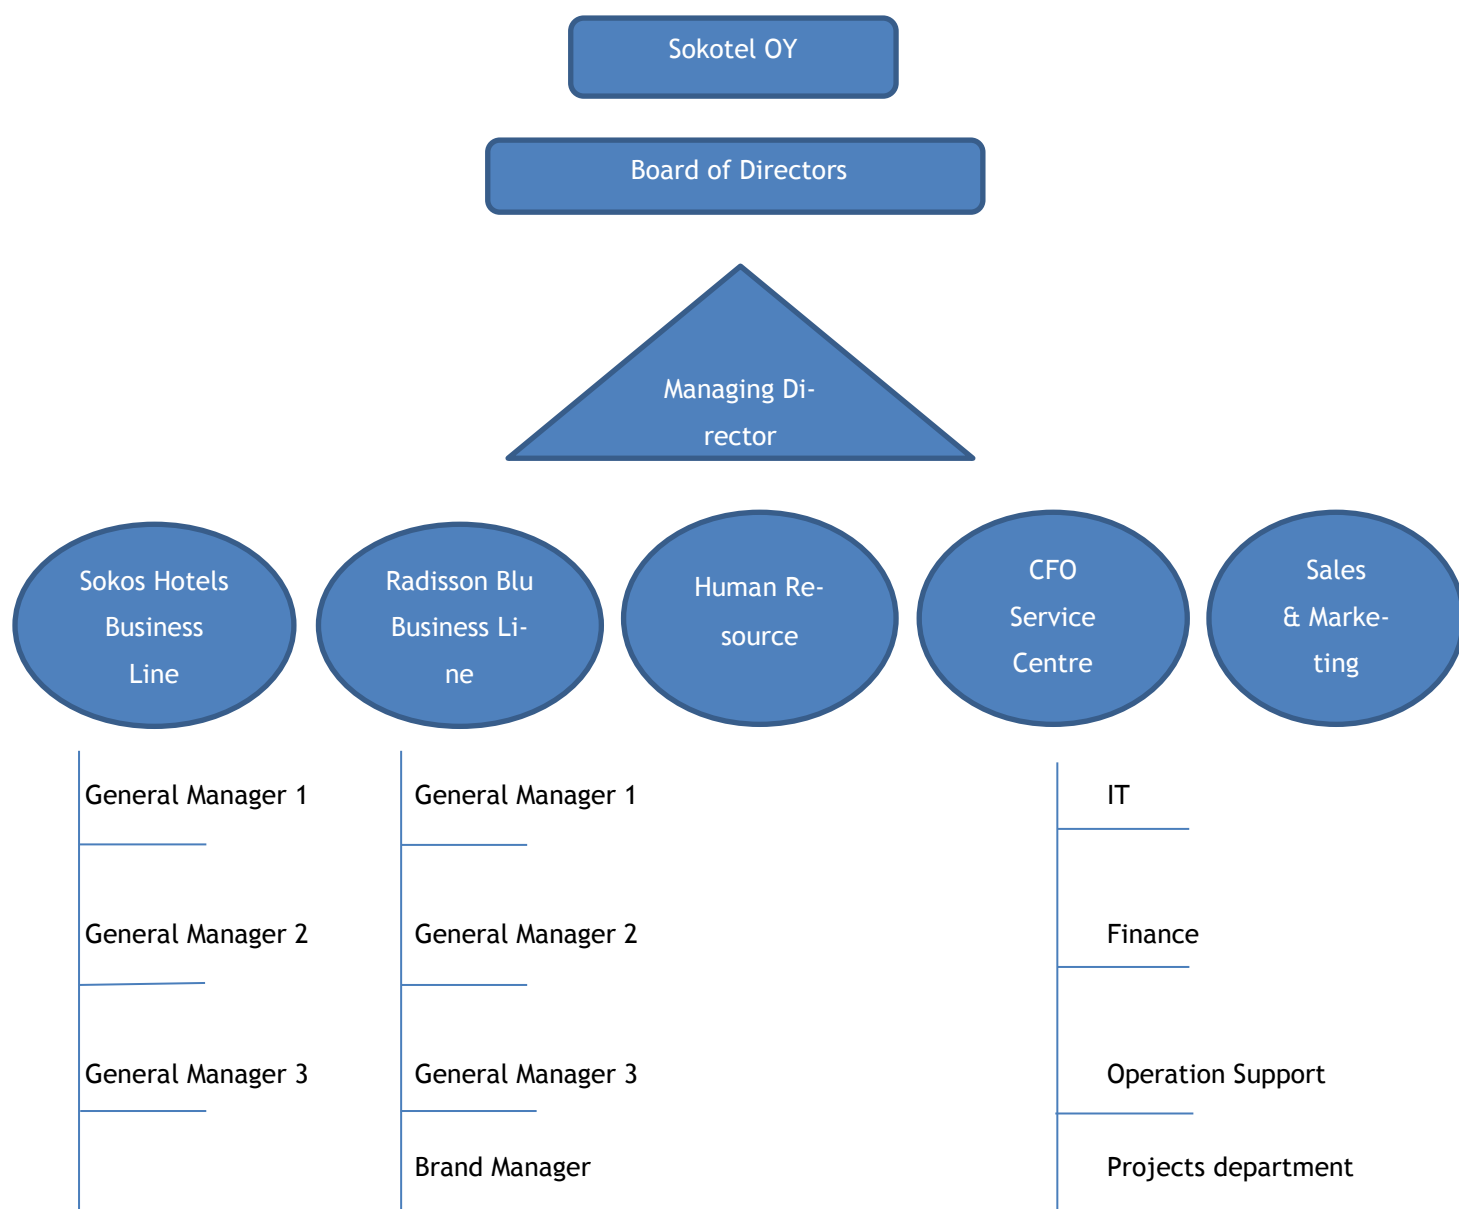 Sokotel OY
Board of Directors
Managing Di-
rector
Sokos Hotels
Business
Line
Radisson Blu
Business Li-
ne
Human Re-
source
CFO
Service
Centre
Sales
& Marke-
ting
General Manager 1
General Manager 2
General Manager 3
General Manager 1
General Manager 2
General Manager 3
Brand Manager
IT
Finance
Operation Support
Projects department